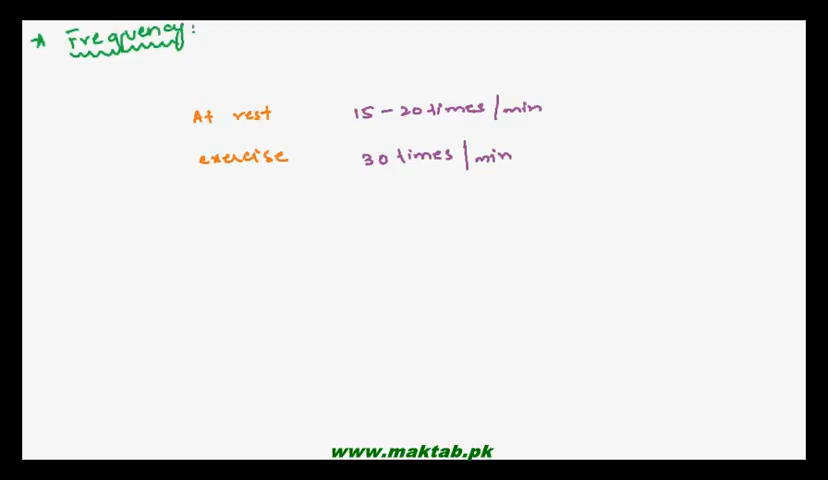 * Frequency:
At rest 15 - 20 times / min
exercise 30 times / min
www.maktab.pk